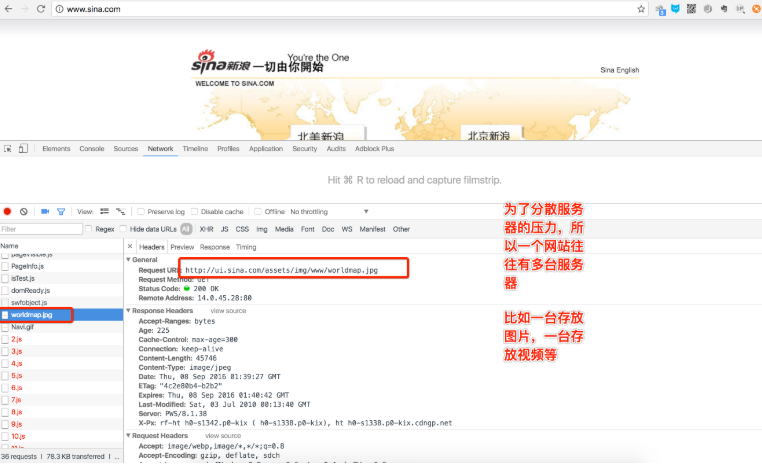 www.sina.com
You're the One
sina新浪 一切由你開始
Sina English
WELCOME TO SINA.COM
北美新浪 北京新浪
Elements Console Sources Network Timeline Profiles Application Security Audits Adblock Plus
Hit ⌘ R to reload and capture filmstrip.
View: Preserve log Disable cache Offline No throttling
Filter Regex Hide data URLs All XHR JS CSS Img Media Font Doc WS Manifest Other
Name
pagevisible.js
PageInfo.js
isTest.js
domReady.js
swfobject.js
worldmap.jpg
Navi.gif
2.js
3.js
4.js
5.js
6.js
7.js
8.js
9.js
10.js
11.js
36 requests | 78.3 KB transferred | ...
× Headers Preview Response Timing
General
Request URL: http://ui.sina.com/assets/img/www/worldmap.jpg
Request Method: GET
Status Code: 200 OK
Remote Address: 14.0.45.28:80
Response Headers view source
Accept-Ranges: bytes
Age: 225
Cache-Control: max-age=300
Connection: keep-alive
Content-Length: 45746
Content-Type: image/jpeg
Date: Thu, 08 Sep 2016 01:39:27 GMT
ETag: "4c2e80b4-b2b2"
Expires: Thu, 08 Sep 2016 01:40:42 GMT
Last-Modified: Sat, 03 Jul 2010 00:13:40 GMT
Server: PWS/8.1.38
X-Px: rf-ht h0-s1342.p0-kix ( h0-s1338.p0-kix), ht h0-s1338.p0-kix.cdngp.net
Request Headers view source
Accept: image/webp,image/*,*/*;q=0.8
Accept-Encoding: gzip, deflate, sdch
为了分散服务
器的压力，所
以一个网站往
往有多台服务
器
比如一台存放
图片，一台存
放视频等